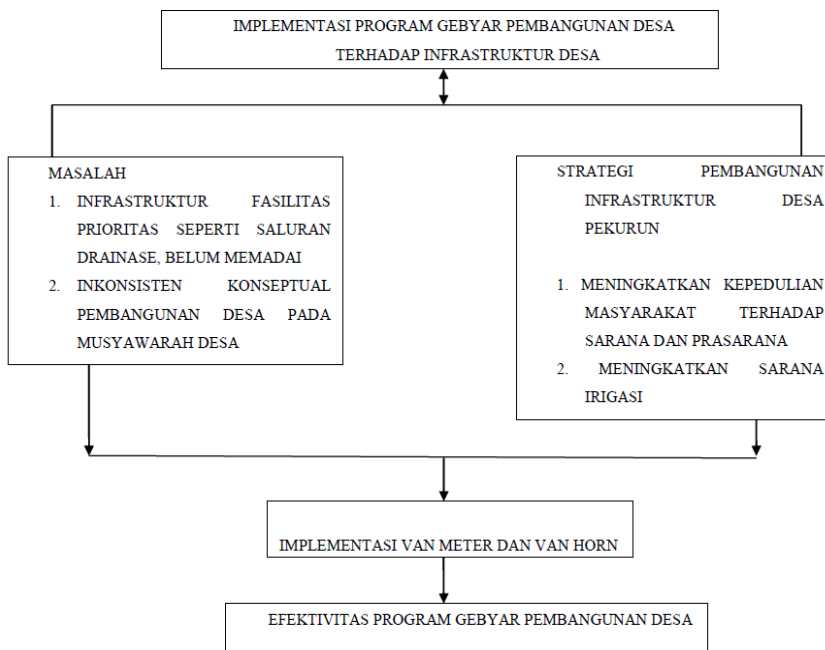 IMPLEMENTASI PROGRAM GEBYAR PEMBANGUNAN DESA
TERHADAP INFRASTRUKTUR DESA
MASALAH
1. INFRASTRUKTUR FASILITAS
PRIORITAS SEPERTI SALURAN
DRAINASE, BELUM MEMADAI
2. INKONSISTEN KONSEPTUAL
PEMBANGUNAN DESA PADA
MUSYAWARAH DESA
STRATEGI PEMBANGUNAN
INFRASTRUKTUR DESA
PEKURUN
1. MENINGKATKAN KEPEDULIAN
MASYARAKAT TERHADAP
SARANA DAN PRASARANA
2. MENINGKATKAN SARANA
IRIGASI
IMPLEMENTASI VAN METER DAN VAN HORN
EFEKTIVITAS PROGRAM GEBYAR PEMBANGUNAN DESA